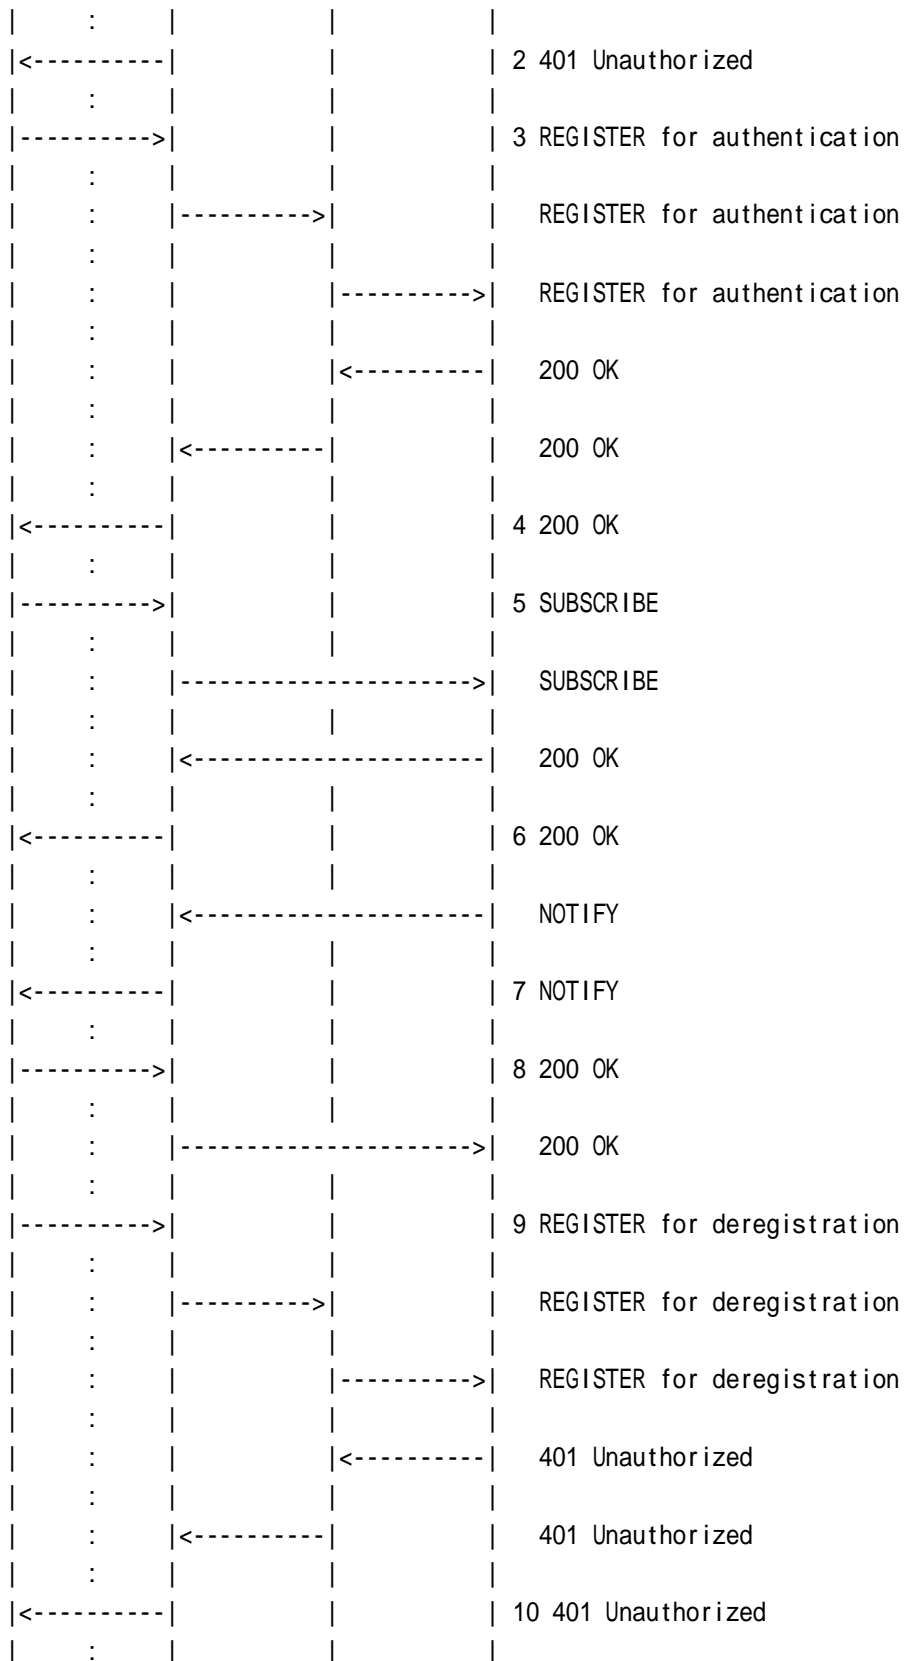 |     :     |          |          |
|<----------|          |          | 2 401 Unauthorized
|     :     |          |          |
|---------->|          |          | 3 REGISTER for authentication
|     :     |          |          |
|     :     |---------->|          |   REGISTER for authentication
|     :     |          |          |
|     :     |          |---------->|   REGISTER for authentication
|     :     |          |          |
|     :     |          |<----------|   200 OK
|     :     |          |          |
|     :     |<----------|          |   200 OK
|     :     |          |          |
|<----------|          |          | 4 200 OK
|     :     |          |          |
|---------->|          |          | 5 SUBSCRIBE
|     :     |          |          |
|     :     |--------------------->|   SUBSCRIBE
|     :     |          |          |
|     :     |<---------------------|   200 OK
|     :     |          |          |
|<----------|          |          | 6 200 OK
|     :     |          |          |
|     :     |<---------------------|   NOTIFY
|     :     |          |          |
|<----------|          |          | 7 NOTIFY
|     :     |          |          |
|---------->|          |          | 8 200 OK
|     :     |          |          |
|     :     |--------------------->|   200 OK
|     :     |          |          |
|---------->|          |          | 9 REGISTER for deregistration
|     :     |          |          |
|     :     |---------->|          |   REGISTER for deregistration
|     :     |          |          |
|     :     |          |---------->|   REGISTER for deregistration
|     :     |          |          |
|     :     |          |<----------|   401 Unauthorized
|     :     |          |          |
|     :     |<----------|          |   401 Unauthorized
|     :     |          |          |
|<----------|          |          | 10 401 Unauthorized
|     :     |          |          |